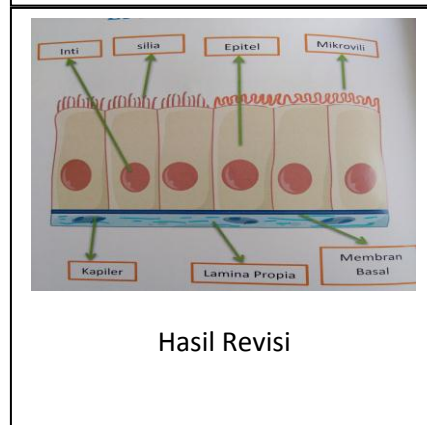 Inti
silia
Epitel
Mikrovili
Kapiler
Lamina Propia
Membran
Basal
Hasil Revisi